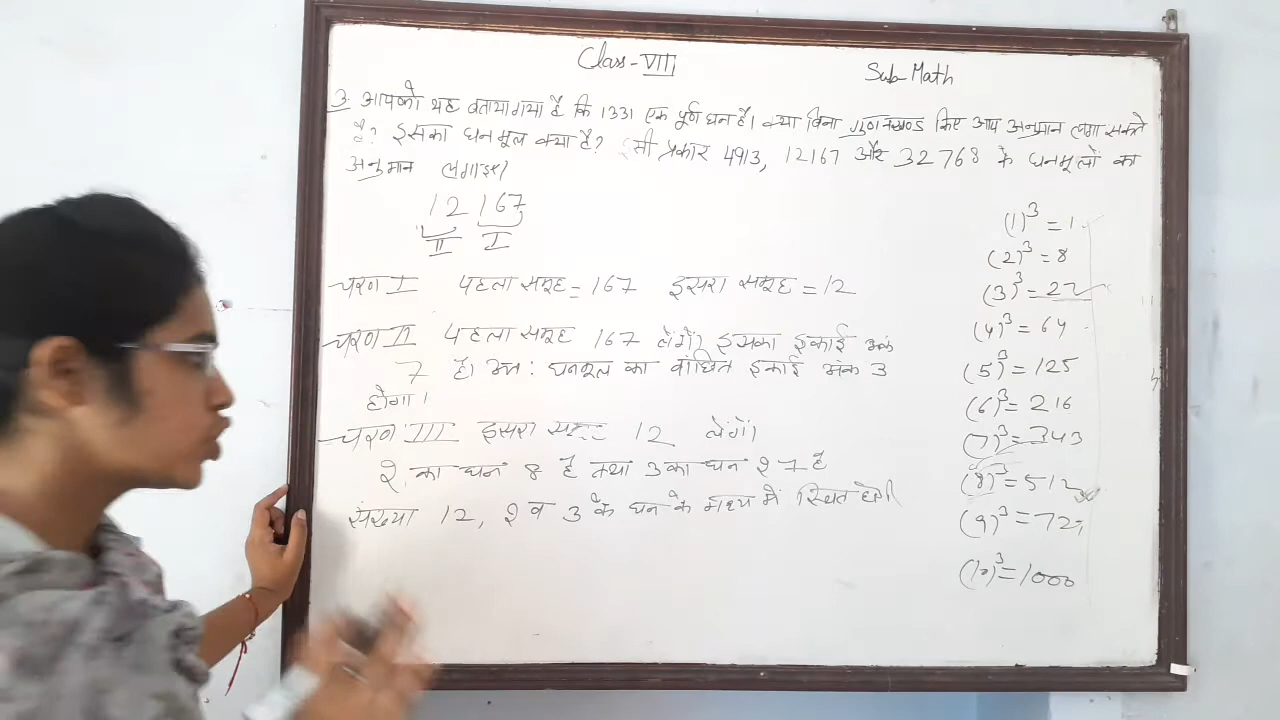 Class-VIII
Sub Math
3. आपको यह बताया गया है कि 1331 एक पूर्ण घन है। क्या बिना गुणनखण्ड किए आप अनुमान लगा सकते
है? इसका घनमूल क्या है? इसी प्रकार 4913, 12167 और 32768 के घनमूलों का
अनुमान लगाइए।
12 167
II I
चरण I पहला समूह = 167 दूसरा समूह = 12
चरण II पहला समूह 167 लेंगें। इसका इकाई अंक
7 है। अतः घनमूल का वांछित इकाई अंक 3
होगा।
चरण III दूसरा समूह 12 लेंगें।
२ का घन 8 है तथा 3 का घन २7 है
संख्या 12, २ व 3 के घन के मध्य में स्थित होगी
(1)³ = 1
(2)³ = 8
(3)³ = 27
(4)³ = 64
(5)³ = 125
(6)³ = 216
(7)³ = 343
(8)³ = 512
(9)³ = 729
(10)³ = 1000